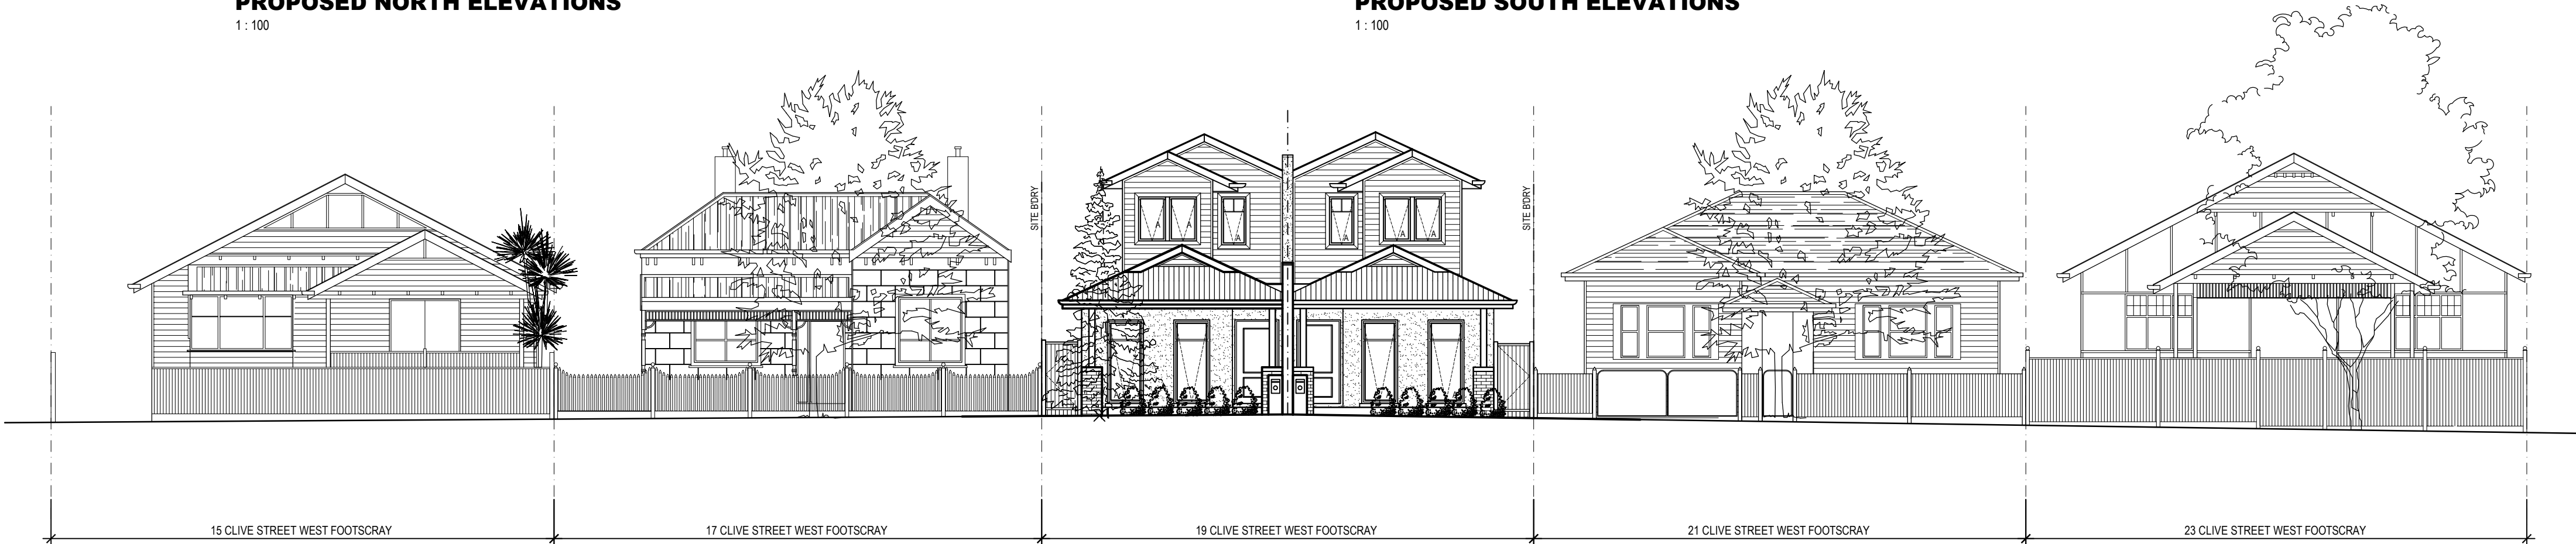 PROPOSED NORTH ELEVATIONS
1 : 100
PROPOSED SOUTH ELEVATIONS
1 : 100
SITE B'DRY
SITE B'DRY
A
A
A
A
A
A
15 CLIVE STREET WEST FOOTSCRAY
17 CLIVE STREET WEST FOOTSCRAY
19 CLIVE STREET WEST FOOTSCRAY
21 CLIVE STREET WEST FOOTSCRAY
23 CLIVE STREET WEST FOOTSCRAY